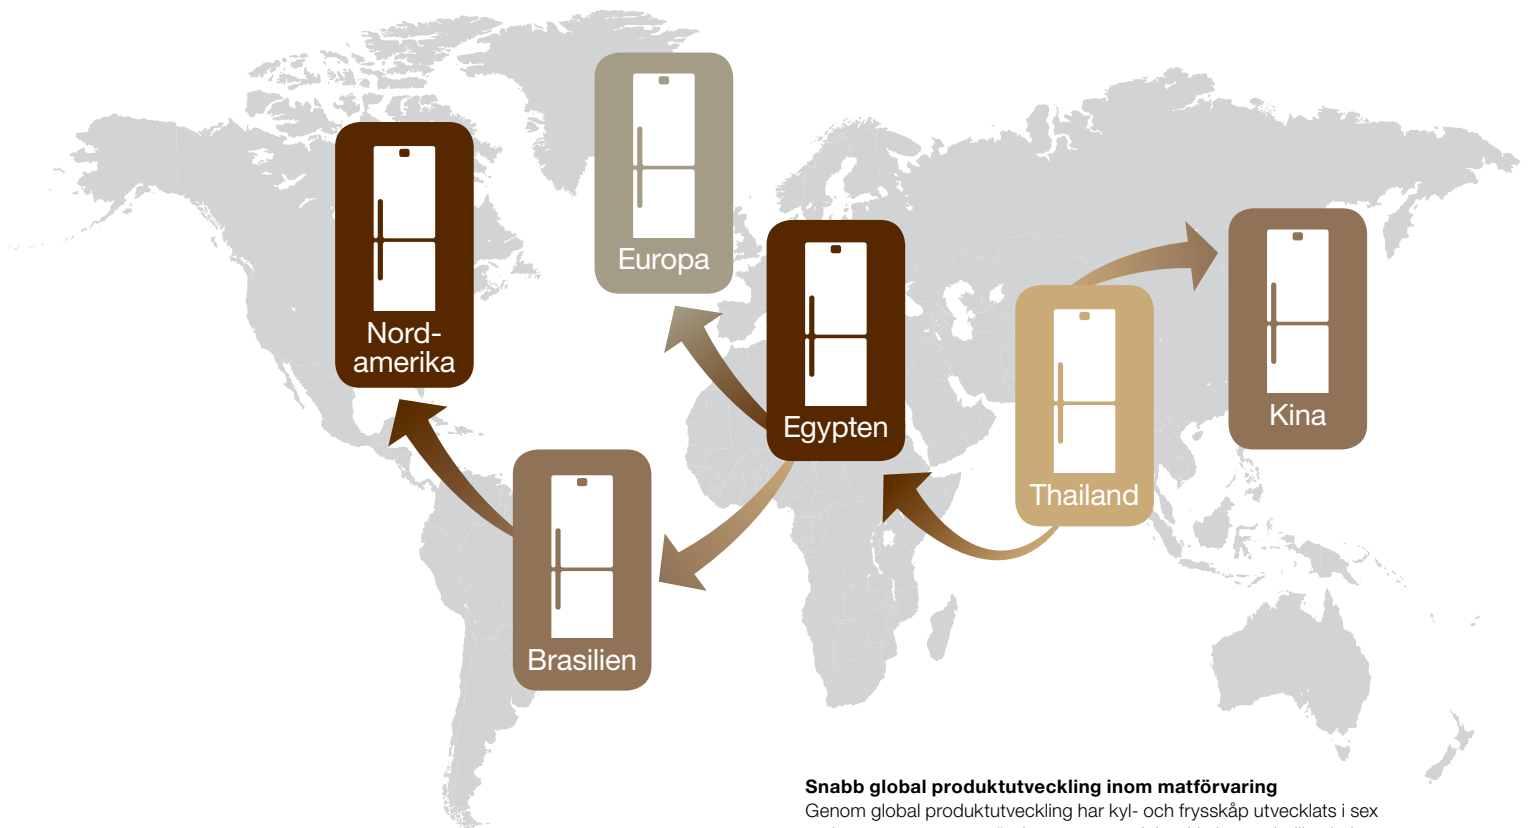 Europa
Nord-
amerika
Egypten
Kina
Thailand
Brasilien
Snabb global produktutveckling inom matförvaring
Genom global produktutveckling har kyl- och frysskåp utvecklats i sex